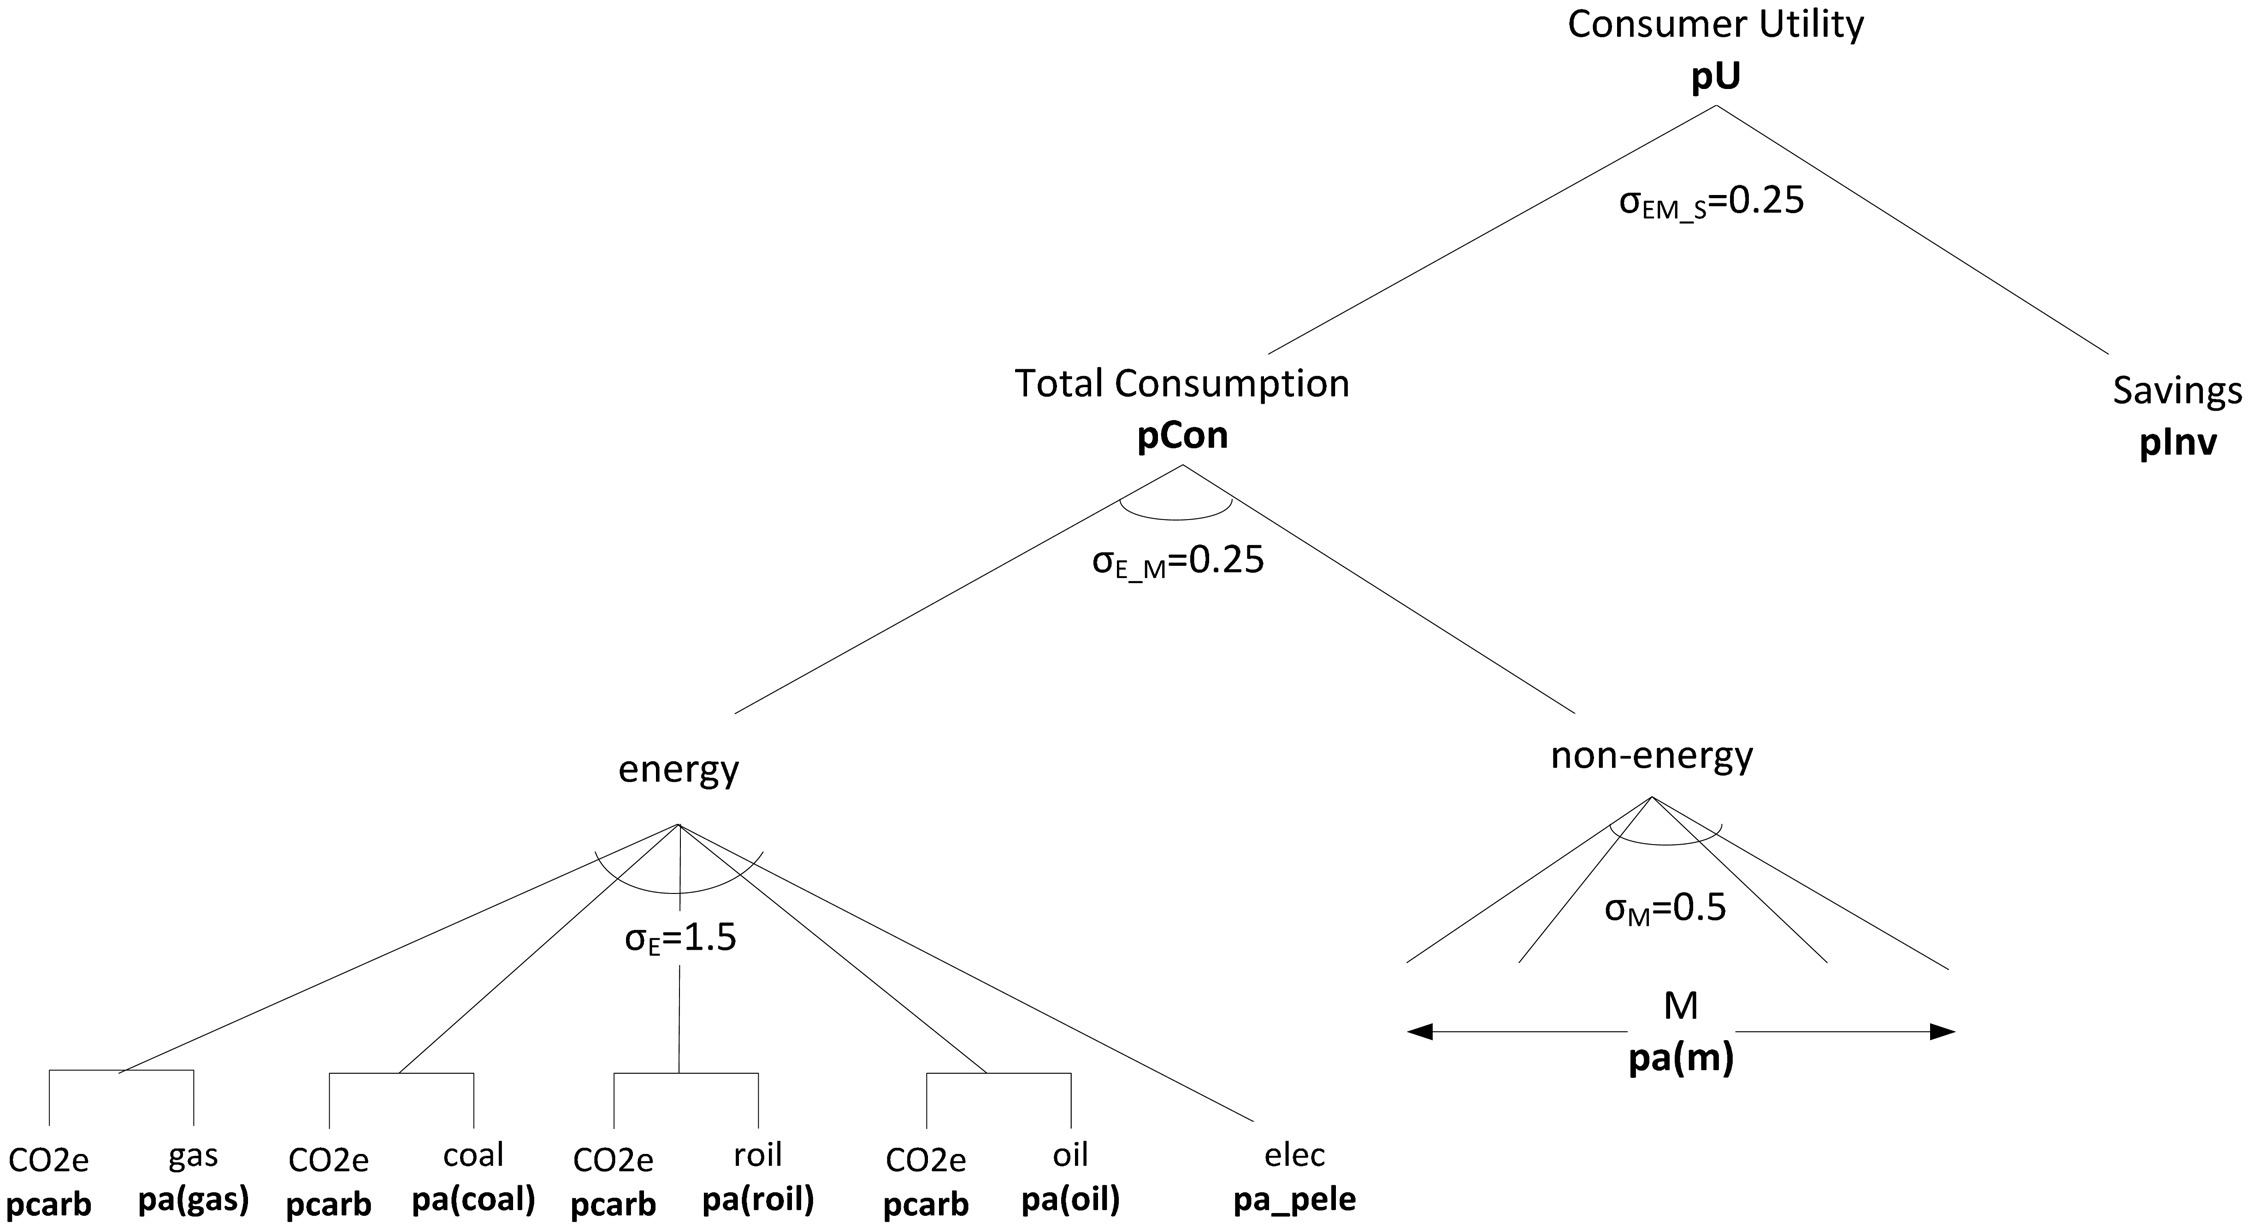 Consumer Utility
pU
σEM_S=0.25
Total Consumption
pCon
Savings
pInv
σE_M=0.25
energy
non-energy
σE=1.5
σM=0.5
M
pa(m)
CO2e gas CO2e coal CO2e roil CO2e oil elec
pcarb pa(gas) pcarb pa(coal) pcarb pa(roil) pcarb pa(oil) pa_pele